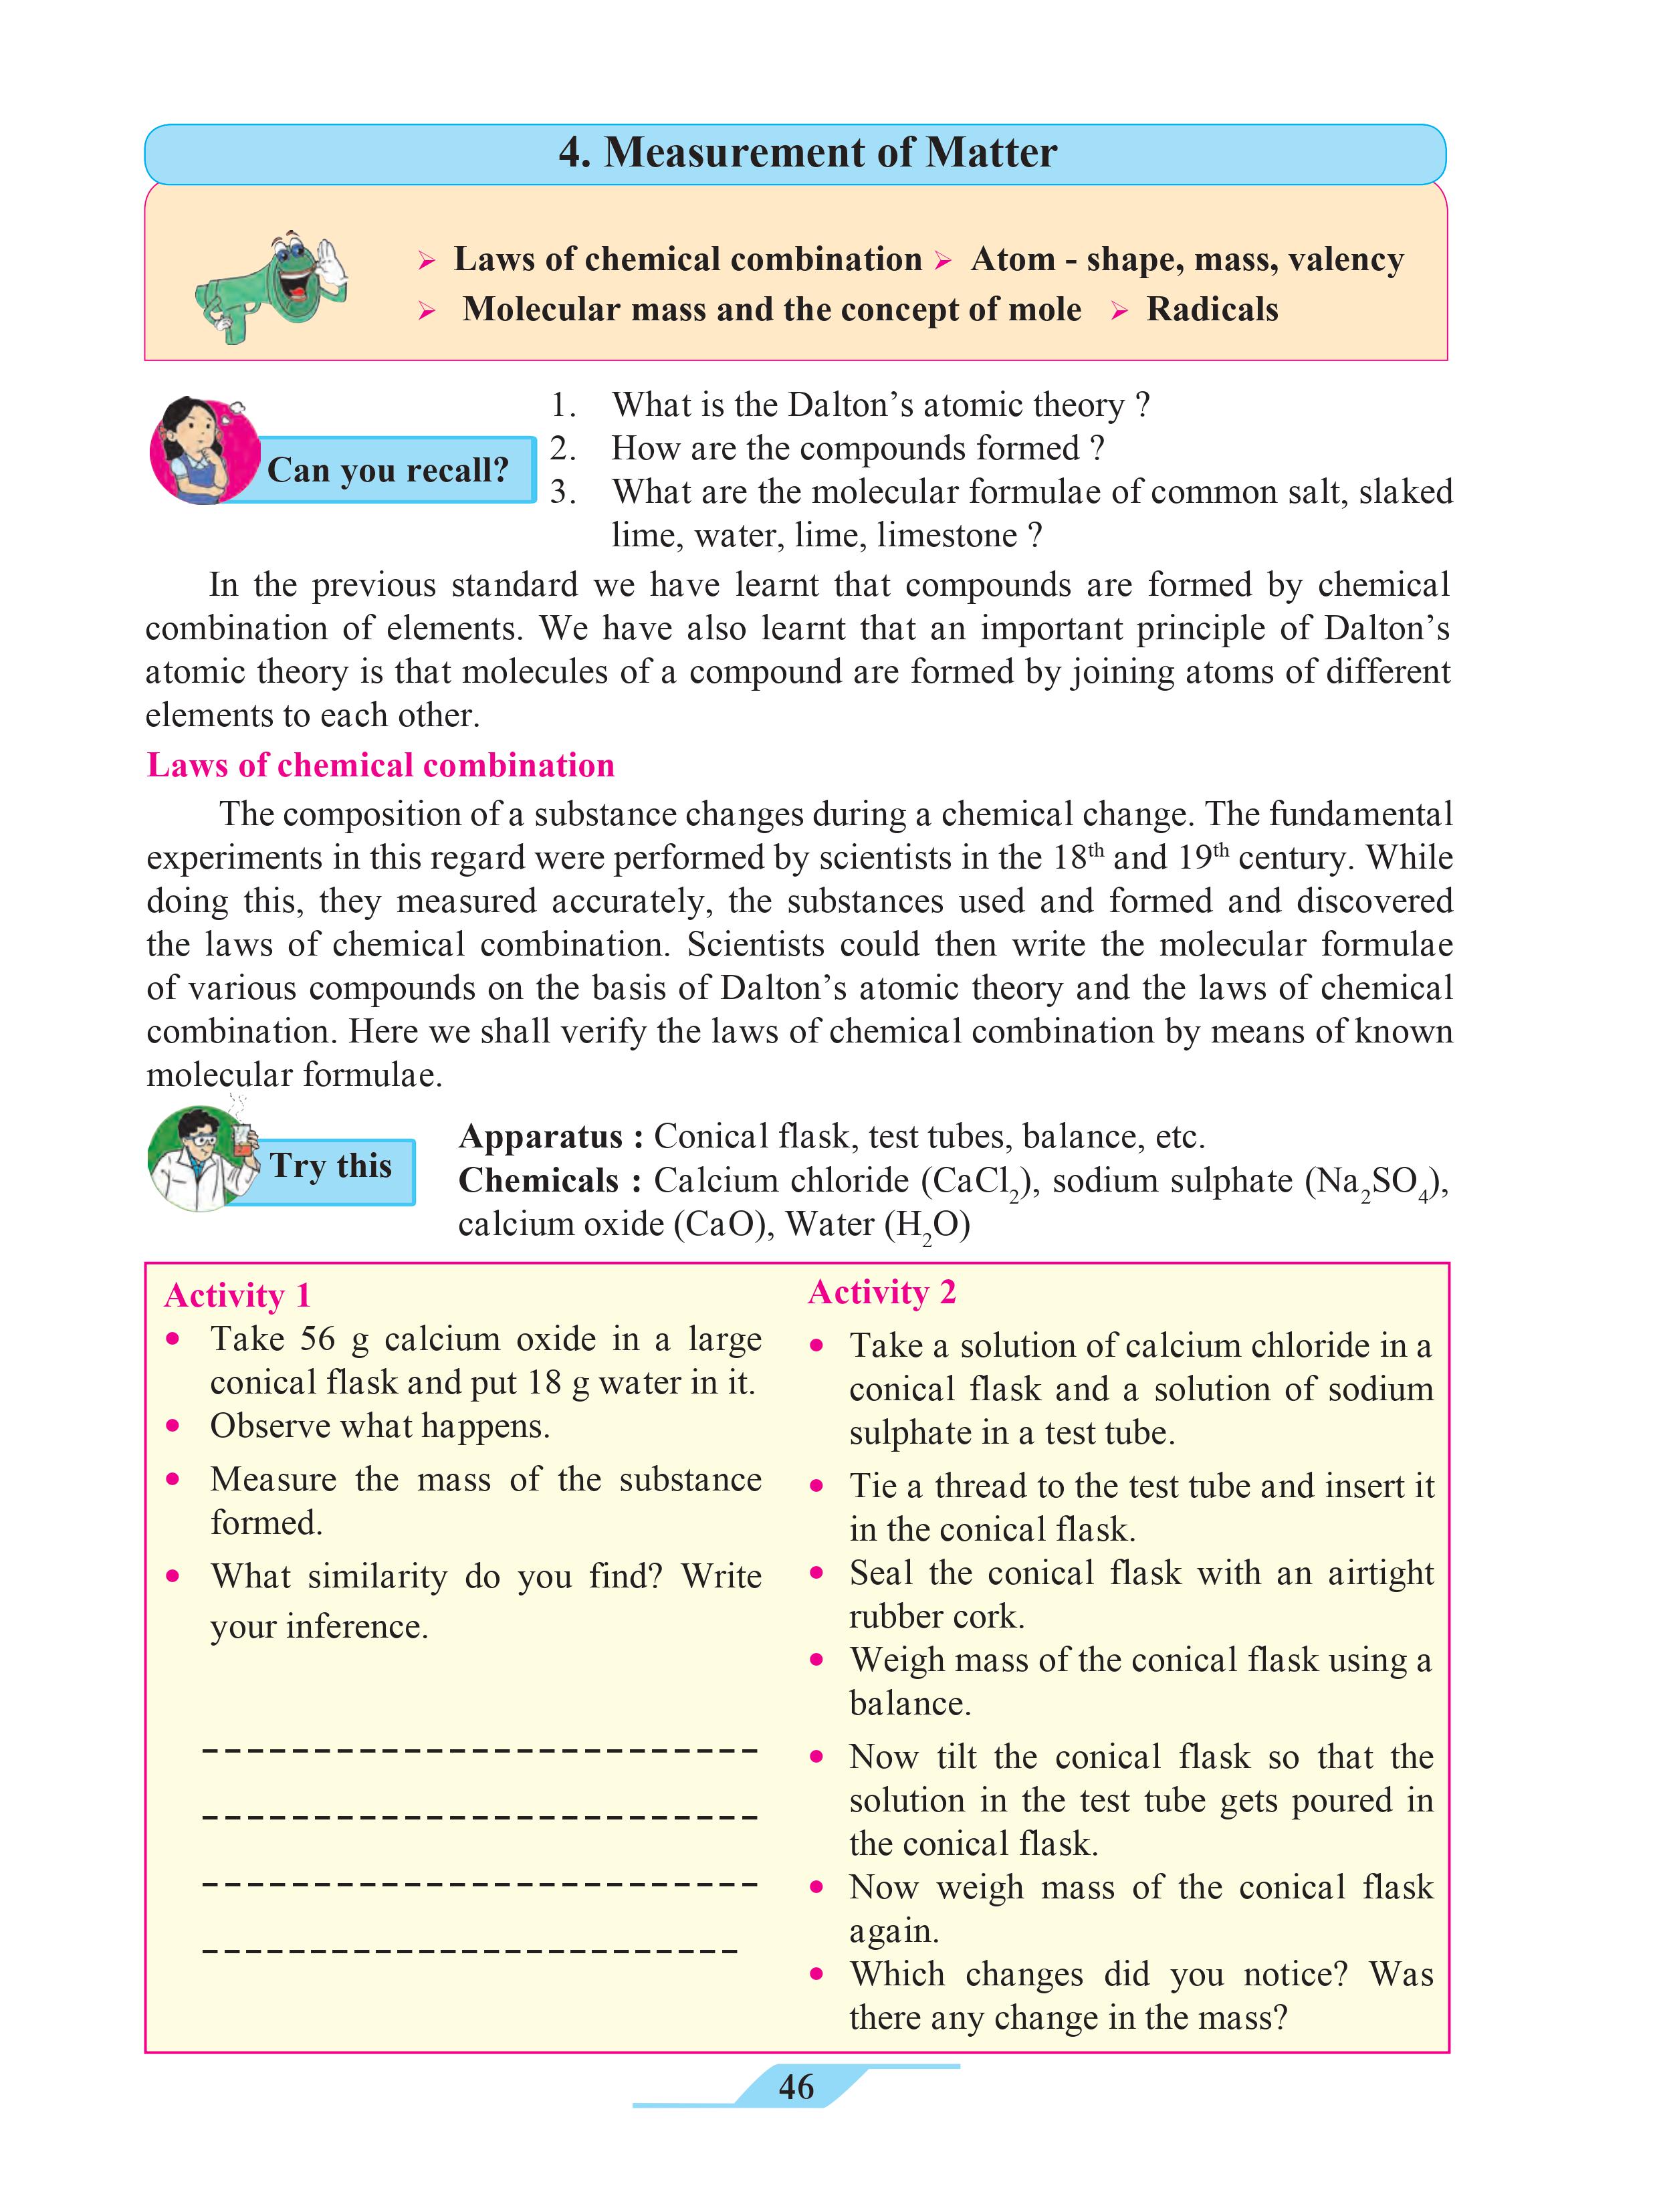 4. Measurement of Matter
➢ Laws of chemical combination ➢ Atom - shape, mass, valency
➢ Molecular mass and the concept of mole ➢ Radicals
Can you recall?
1. What is the Dalton’s atomic theory ?
2. How are the compounds formed ?
3. What are the molecular formulae of common salt, slaked
lime, water, lime, limestone ?
In the previous standard we have learnt that compounds are formed by chemical
combination of elements. We have also learnt that an important principle of Dalton’s
atomic theory is that molecules of a compound are formed by joining atoms of different
elements to each other.
Laws of chemical combination
The composition of a substance changes during a chemical change. The fundamental
experiments in this regard were performed by scientists in the 18th and 19th century. While
doing this, they measured accurately, the substances used and formed and discovered
the laws of chemical combination. Scientists could then write the molecular formulae
of various compounds on the basis of Dalton’s atomic theory and the laws of chemical
combination. Here we shall verify the laws of chemical combination by means of known
molecular formulae.
Try this
Apparatus : Conical flask, test tubes, balance, etc.
Chemicals : Calcium chloride (CaCl₂), sodium sulphate (Na₂SO₄),
calcium oxide (CaO), Water (H₂O)
Activity 1
• Take 56 g calcium oxide in a large
conical flask and put 18 g water in it.
• Observe what happens.
• Measure the mass of the substance
formed.
• What similarity do you find? Write
your inference.
Activity 2
• Take a solution of calcium chloride in a
conical flask and a solution of sodium
sulphate in a test tube.
• Tie a thread to the test tube and insert it
in the conical flask.
• Seal the conical flask with an airtight
rubber cork.
• Weigh mass of the conical flask using a
balance.
• Now tilt the conical flask so that the
solution in the test tube gets poured in
the conical flask.
• Now weigh mass of the conical flask
again.
• Which changes did you notice? Was
there any change in the mass?
46